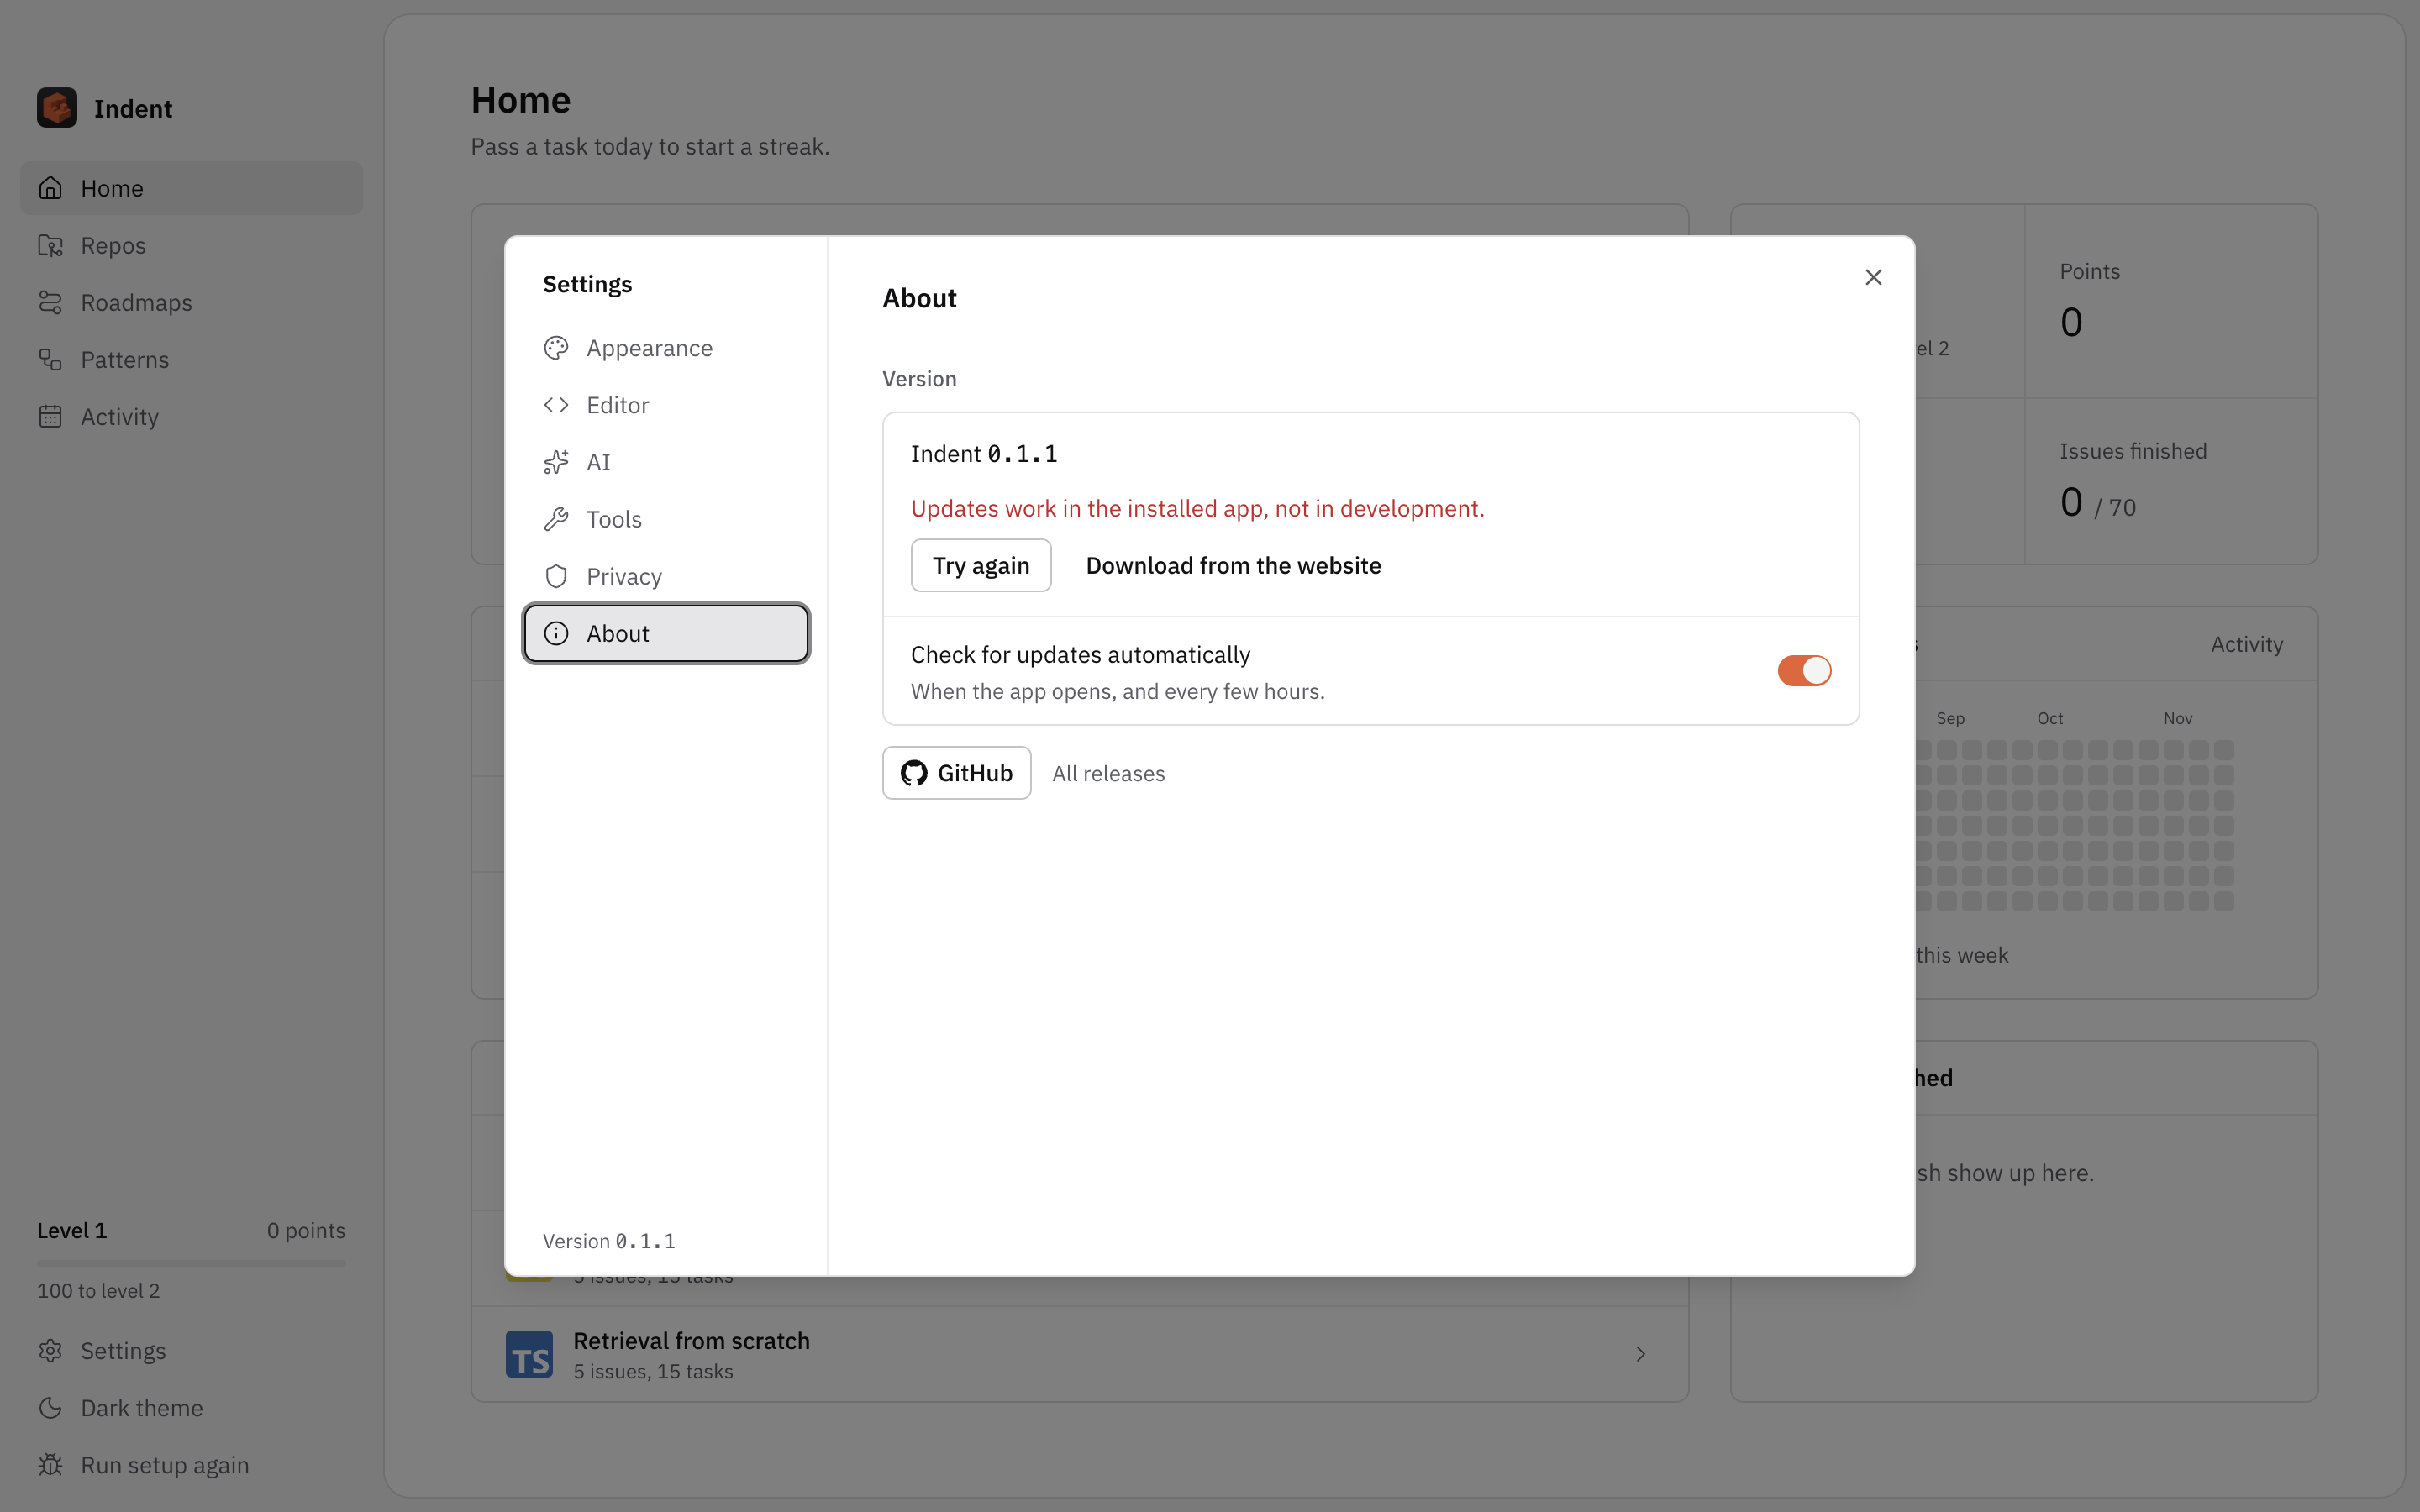 Indent
Home
Repos
Roadmaps
Patterns
Activity
Level 1
0 points
100 to level 2
Settings
Dark theme
Run setup again
Home
Pass a task today to start a streak.
Settings
Appearance
Editor
AI
Tools
Privacy
About
Version 0.1.1
About
Version
Indent 0.1.1
Updates work in the installed app, not in development.
Try again
Download from the website
Check for updates automatically
When the app opens, and every few hours.
GitHub
All releases
Points
0
2
Issues finished
0 / 70
Activity
Sep
Oct
Nov
this week
show up here.
5 issues, 15 tasks
TS
Retrieval from scratch
5 issues, 15 tasks